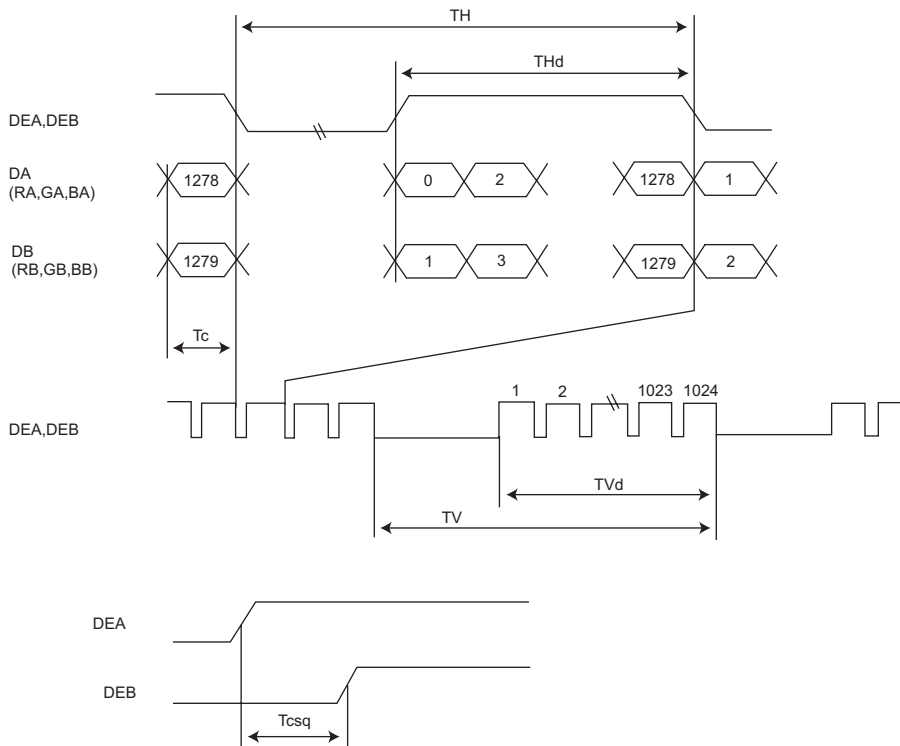 TH
THd
DEA,DEB
DA
(RA,GA,BA)
1278 0 2 1278 1
DB
(RB,GB,BB)
1279 1 3 1279 2
Tc
1 2 1023 1024
DEA,DEB
TVd
TV
DEA
DEB
Tcsq